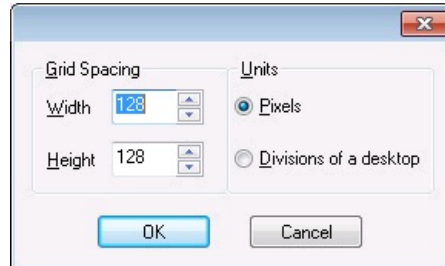 Grid Spacing
Width 128
Height 128
Units
Pixels
Divisions of a desktop
OK
Cancel